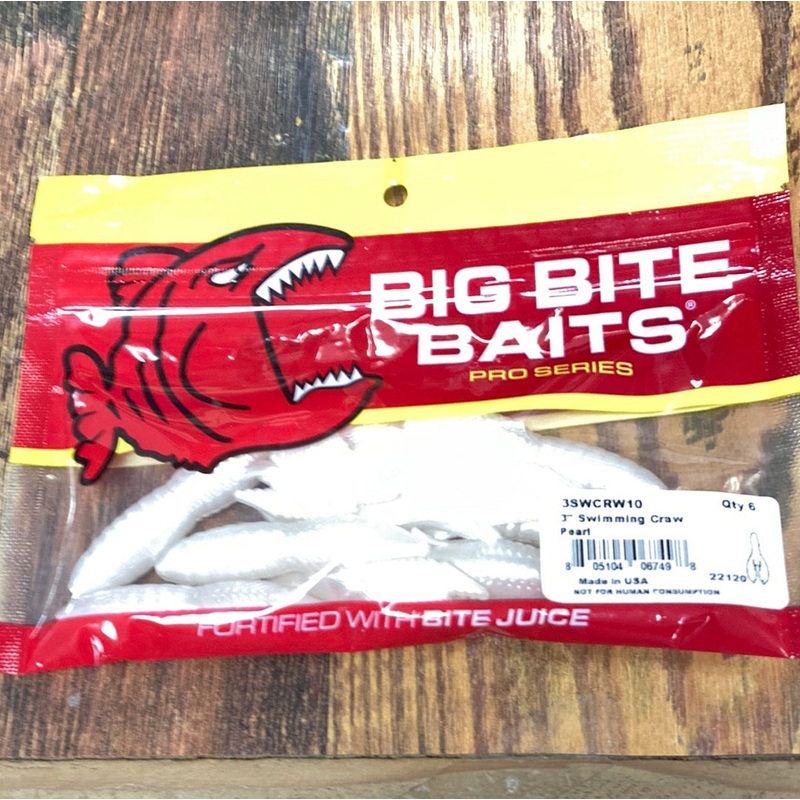 BIG BITE
BAITS®
PRO SERIES
3SWCRW10 Qty 6
3" Swimming Craw
Pearl
8 05104 06749 8
Made in USA
22120
NOT FOR HUMAN CONSUMPTION
FORTIFIED WITH BITE JUICE